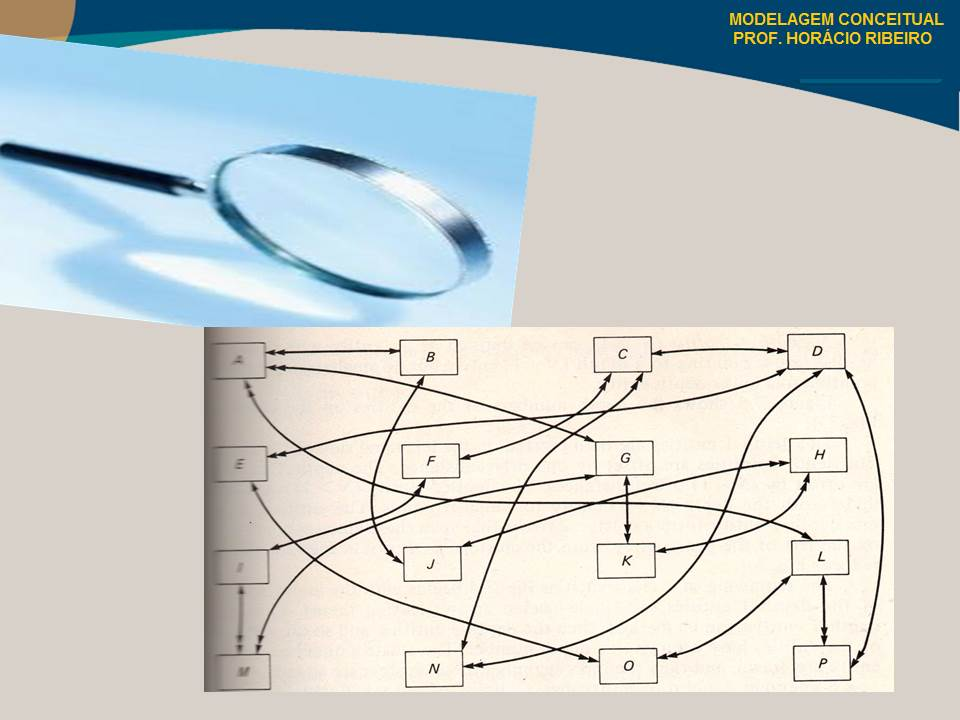 MODELAGEM CONCEITUAL
PROF. HORÁCIO RIBEIRO
A B C D
E F G H
I J K L
M N O P